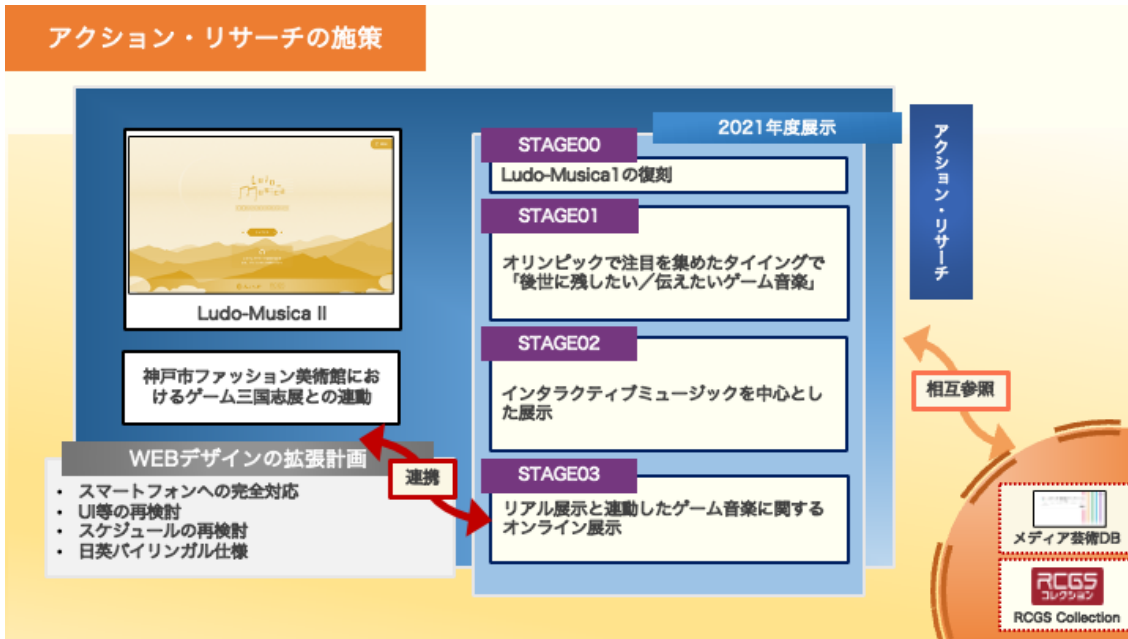 アクション・リサーチの施策
2021年度展示
アクション・リサーチ
Ludo-Musica II
神戸市ファッション美術館にお
けるゲーム三国志展との連動
WEBデザインの拡張計画
• スマートフォンへの完全対応
• UI等の再検討
• スケジュールの再検討
• 日英バイリンガル仕様
連携
STAGE00
Ludo-Musica1の復刻
STAGE01
オリンピックで注目を集めたタイイングで
「後世に残したい／伝えたいゲーム音楽」
STAGE02
インタラクティブミュージックを中心とし
た展示
STAGE03
リアル展示と連動したゲーム音楽に関する
オンライン展示
相互参照
メディア芸術DB
RCGS
コレクション
RCGS Collection